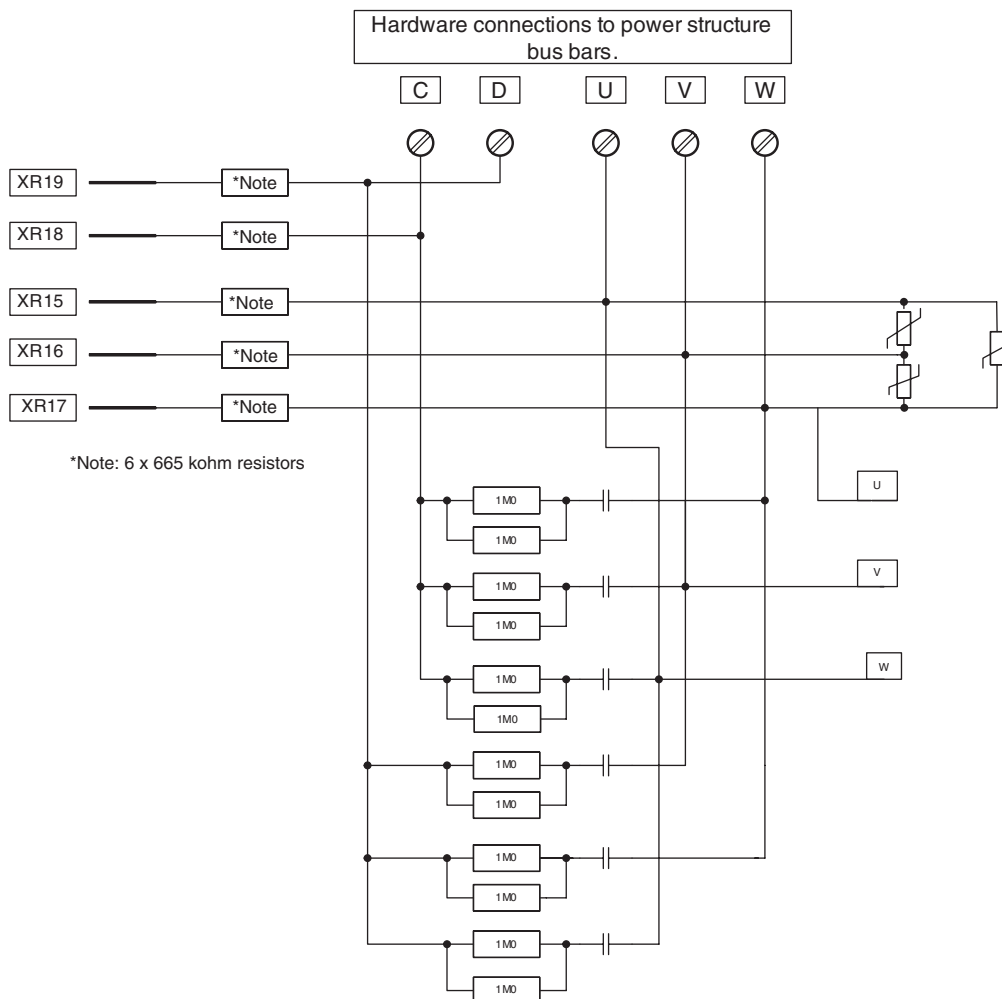 Hardware connections to power structure
bus bars.
C D U V W
XR19 *Note
XR18 *Note
XR15 *Note
XR16 *Note
XR17 *Note
*Note: 6 x 665 kohm resistors
U
1M0
1M0
V
1M0
1M0
W
1M0
1M0
1M0
1M0
1M0
1M0
1M0
1M0